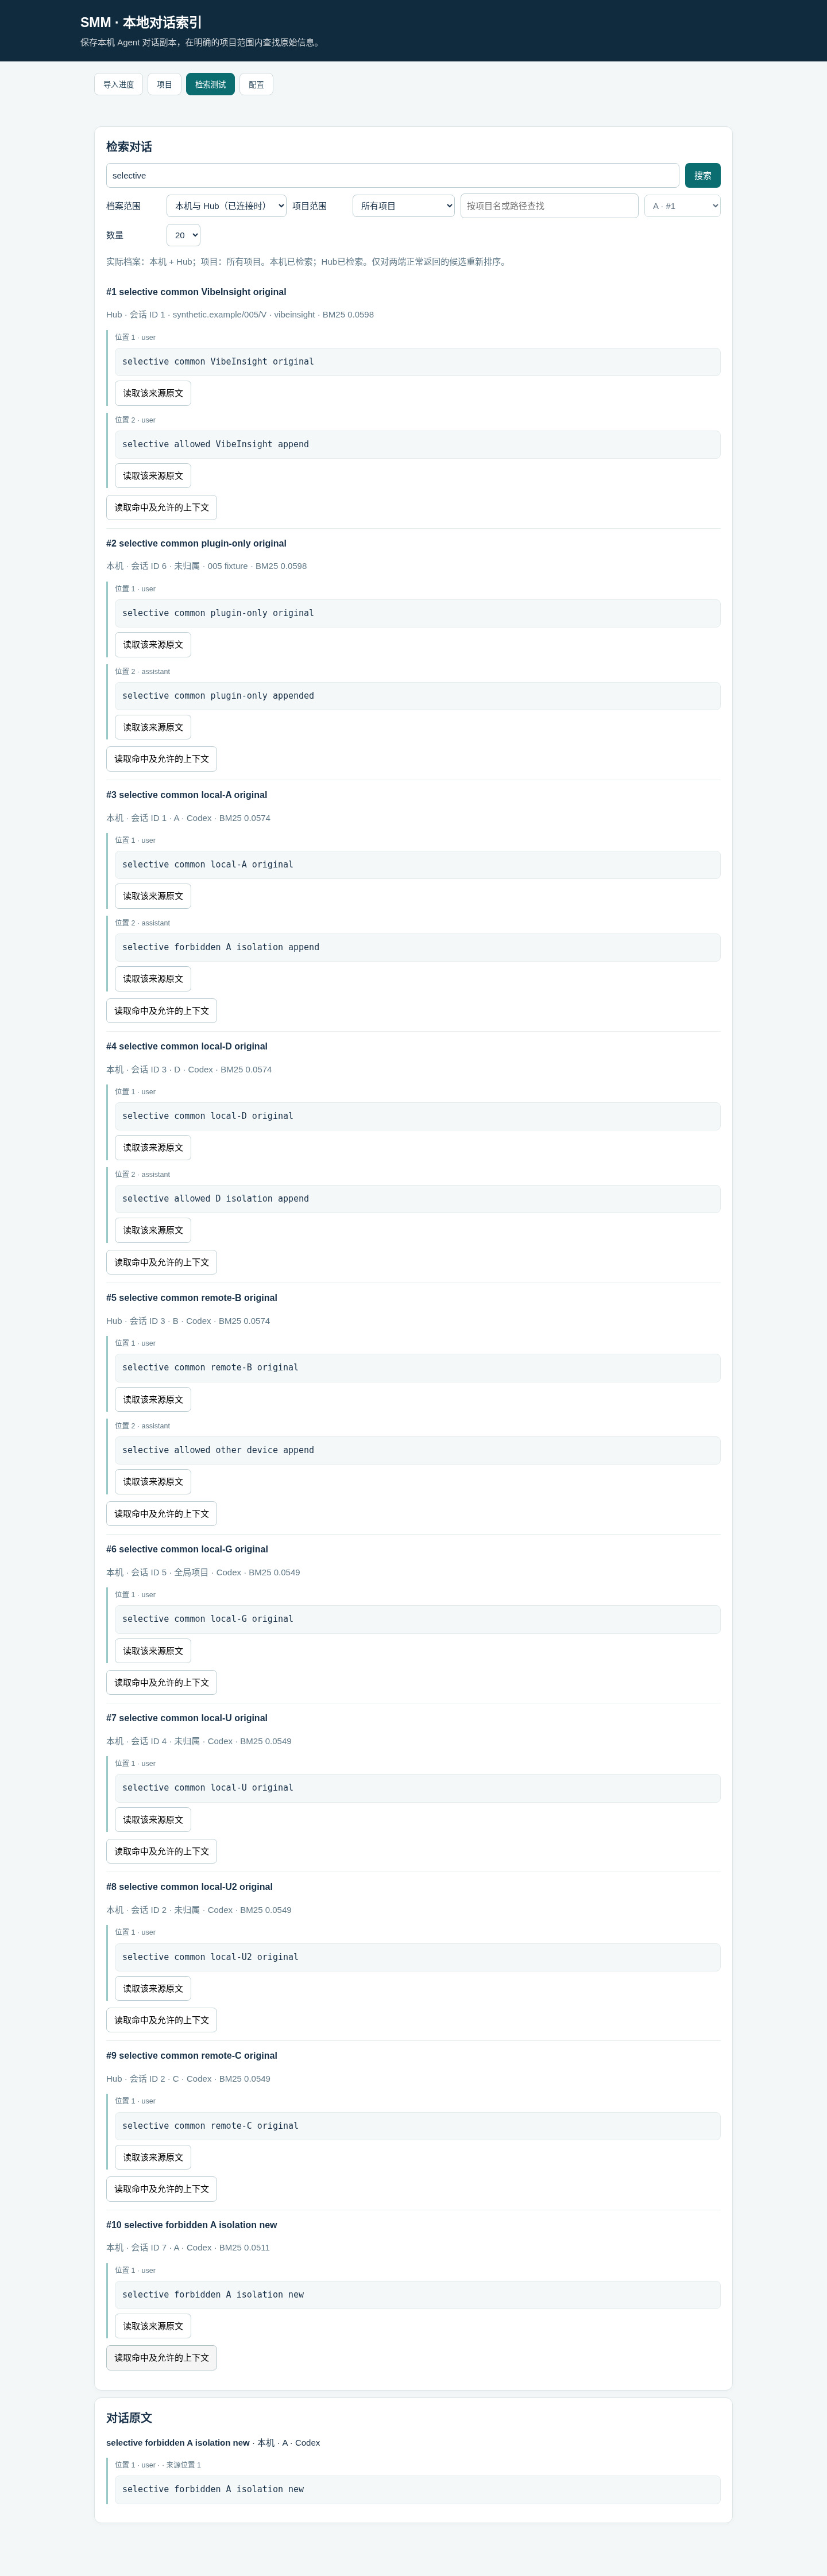 SMM · 本地对话索引
保存本机 Agent 对话副本，在明确的项目范围内查找原始信息。
导入进度 项目 检索测试 配置
检索对话
selective 搜索
档案范围 本机与 Hub（已连接时） 项目范围 所有项目 按项目名或路径查找 A · #1
数量 20
实际档案：本机 + Hub；项目：所有项目。本机已检索；Hub已检索。仅对两端正常返回的候选重新排序。
#1 selective common VibeInsight original
Hub · 会话 ID 1 · synthetic.example/005/V · vibeinsight · BM25 0.0598
位置 1 · user
selective common VibeInsight original
读取该来源原文
位置 2 · user
selective allowed VibeInsight append
读取该来源原文
读取命中及允许的上下文
#2 selective common plugin-only original
本机 · 会话 ID 6 · 未归属 · 005 fixture · BM25 0.0598
位置 1 · user
selective common plugin-only original
读取该来源原文
位置 2 · assistant
selective common plugin-only appended
读取该来源原文
读取命中及允许的上下文
#3 selective common local-A original
本机 · 会话 ID 1 · A · Codex · BM25 0.0574
位置 1 · user
selective common local-A original
读取该来源原文
位置 2 · assistant
selective forbidden A isolation append
读取该来源原文
读取命中及允许的上下文
#4 selective common local-D original
本机 · 会话 ID 3 · D · Codex · BM25 0.0574
位置 1 · user
selective common local-D original
读取该来源原文
位置 2 · assistant
selective allowed D isolation append
读取该来源原文
读取命中及允许的上下文
#5 selective common remote-B original
Hub · 会话 ID 3 · B · Codex · BM25 0.0574
位置 1 · user
selective common remote-B original
读取该来源原文
位置 2 · assistant
selective allowed other device append
读取该来源原文
读取命中及允许的上下文
#6 selective common local-G original
本机 · 会话 ID 5 · 全局项目 · Codex · BM25 0.0549
位置 1 · user
selective common local-G original
读取该来源原文
读取命中及允许的上下文
#7 selective common local-U original
本机 · 会话 ID 4 · 未归属 · Codex · BM25 0.0549
位置 1 · user
selective common local-U original
读取该来源原文
读取命中及允许的上下文
#8 selective common local-U2 original
本机 · 会话 ID 2 · 未归属 · Codex · BM25 0.0549
位置 1 · user
selective common local-U2 original
读取该来源原文
读取命中及允许的上下文
#9 selective common remote-C original
Hub · 会话 ID 2 · C · Codex · BM25 0.0549
位置 1 · user
selective common remote-C original
读取该来源原文
读取命中及允许的上下文
#10 selective forbidden A isolation new
本机 · 会话 ID 7 · A · Codex · BM25 0.0511
位置 1 · user
selective forbidden A isolation new
读取该来源原文
读取命中及允许的上下文
对话原文
selective forbidden A isolation new · 本机 · A · Codex
位置 1 · user · · 来源位置 1
selective forbidden A isolation new